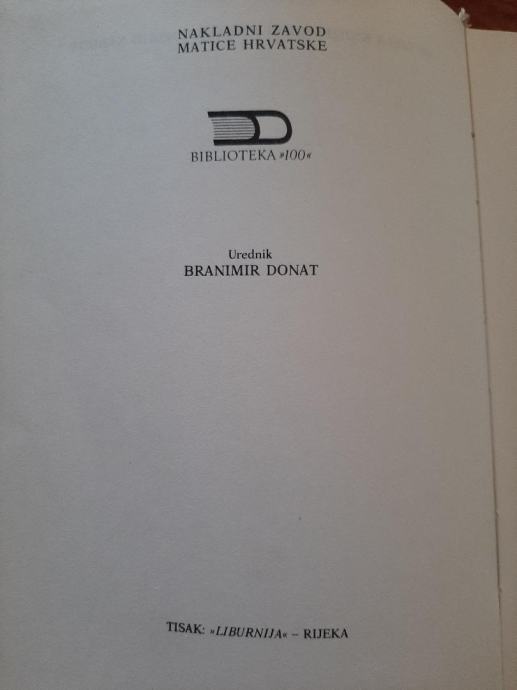 NAKLADNI ZAVOD
MATICE HRVATSKE
BIBLIOTEKA »100«
Urednik
BRANIMIR DONAT
TISAK: »LIBURNIJA« – RIJEKA